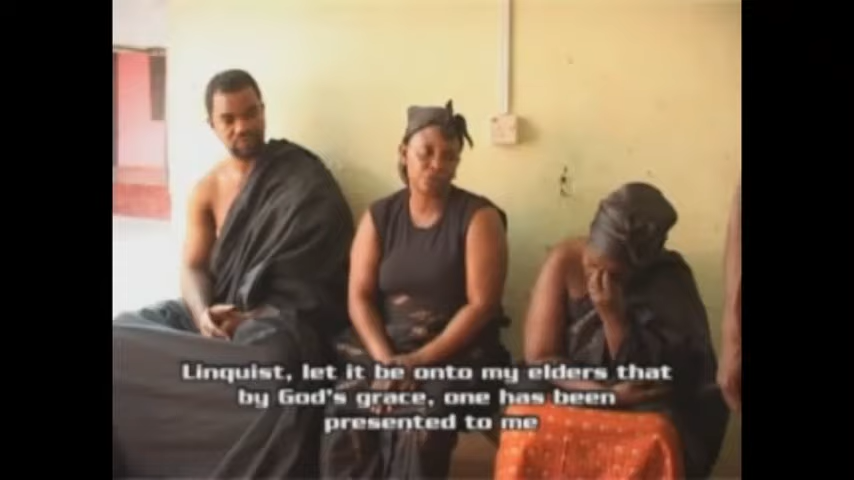 Linquist, let it be onto my elders that
by God's grace, one has been
presented to me